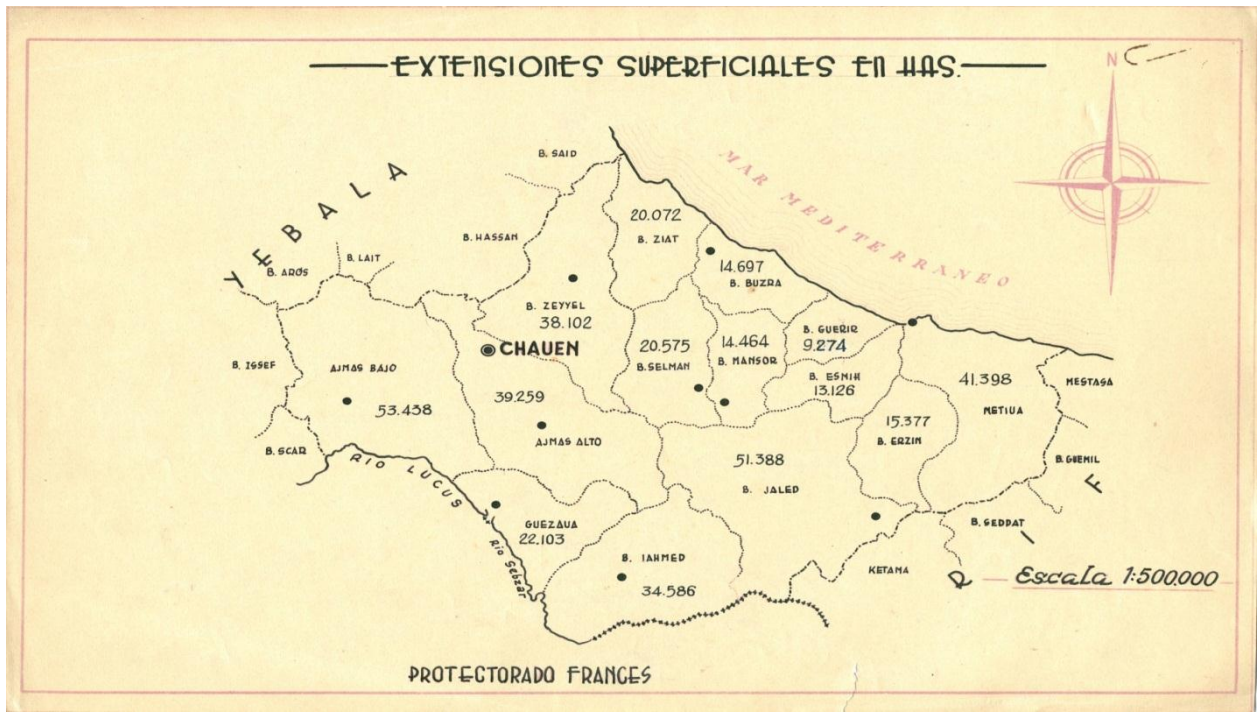 EXTENSIONES SUPERFICIALES EN HAS.
N
B. SAID
MAR MEDITERRANEO
YEBALA
20.072
B. ZIAT
B. HASSAN
B. LAIT
B. AROS
14.697
B. BUZRA
B. ZEYYEL
38.102
B. GUERIR
9.274
CHAUEN
20.575
B. SELMAN
14.464
B. MANSOR
B. ISSEF
AJMAS BAJO
53.438
B. ESMIH
13.126
41.398
METIUA
MESTASA
39.259
AJMAS ALTO
15.377
B. ERZIN
B. SCAR
RIO LUCUS
51.388
B. JALED
B. GUEMIL
RIF
GUEZAUA
22.103
Rio Sebzar
B. SEDDAT
B. IAHMED
34.586
KETAMA
Escala 1:500.000
PROTECTORADO FRANCES